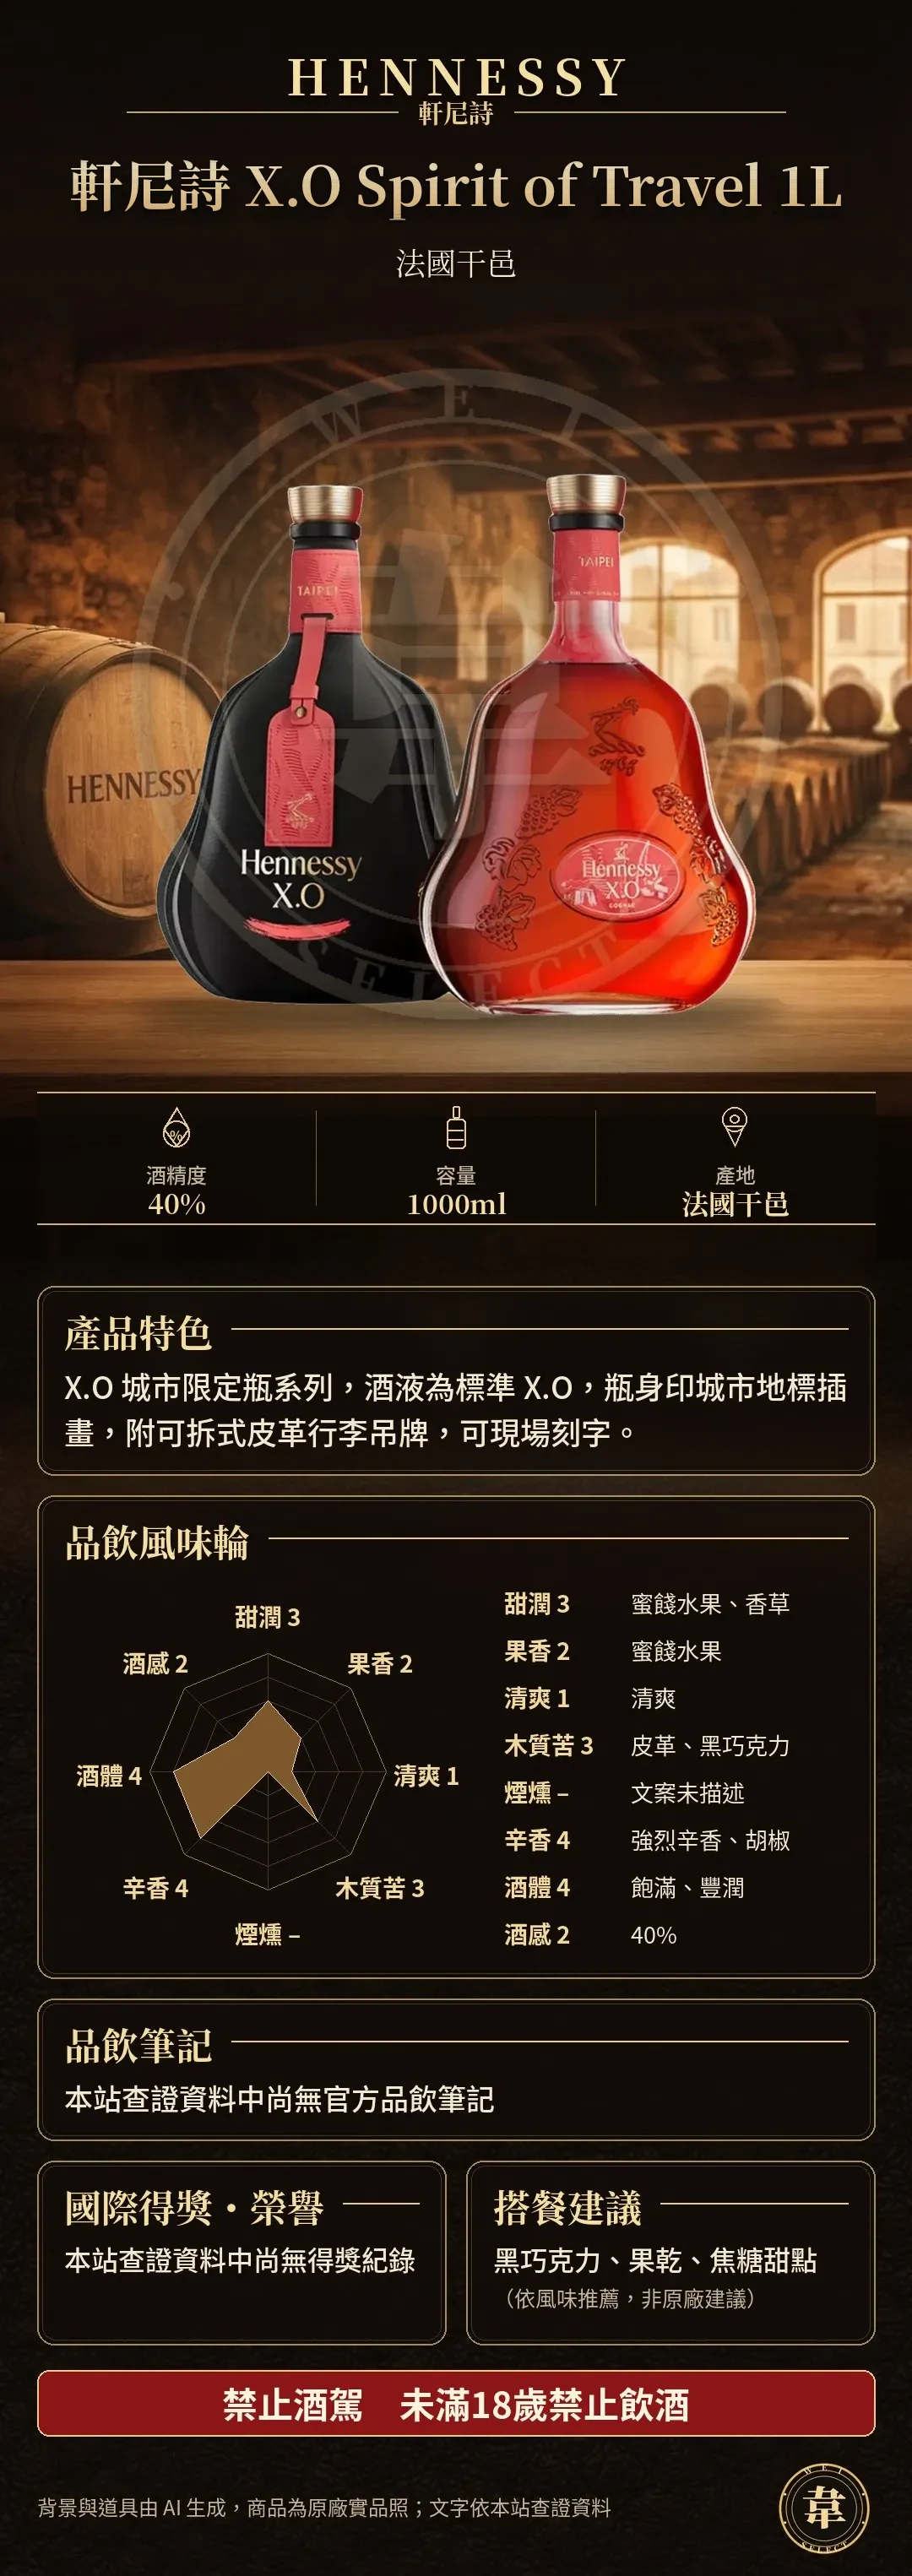 HENNESSY
軒尼詩
軒尼詩 X.O Spirit of Travel 1L
法國干邑
WEI
TAIPEI
TAIPEI
HENNESSY
Hennessy
X.O
Hennessy
X.O
COGNAC
SELECT
酒精度
40%
容量
1000ml
產地
法國干邑
產品特色
X.O 城市限定瓶系列，酒液為標準 X.O，瓶身印城市地標插
畫，附可拆式皮革行李吊牌，可現場刻字。
品飲風味輪
甜潤 3
酒感 2
果香 2
酒體 4
清爽 1
辛香 4
木質苦 3
煙燻 –
甜潤 3 蜜餞水果、香草
果香 2 蜜餞水果
清爽 1 清爽
木質苦 3 皮革、黑巧克力
煙燻 – 文案未描述
辛香 4 強烈辛香、胡椒
酒體 4 飽滿、豐潤
酒感 2 40%
品飲筆記
本站查證資料中尚無官方品飲筆記
國際得獎・榮譽
本站查證資料中尚無得獎紀錄
搭餐建議
黑巧克力、果乾、焦糖甜點
（依風味推薦，非原廠建議）
禁止酒駕 未滿18歲禁止飲酒
背景與道具由 AI 生成，商品為原廠實品照；文字依本站查證資料
WEI
韋
SELECT